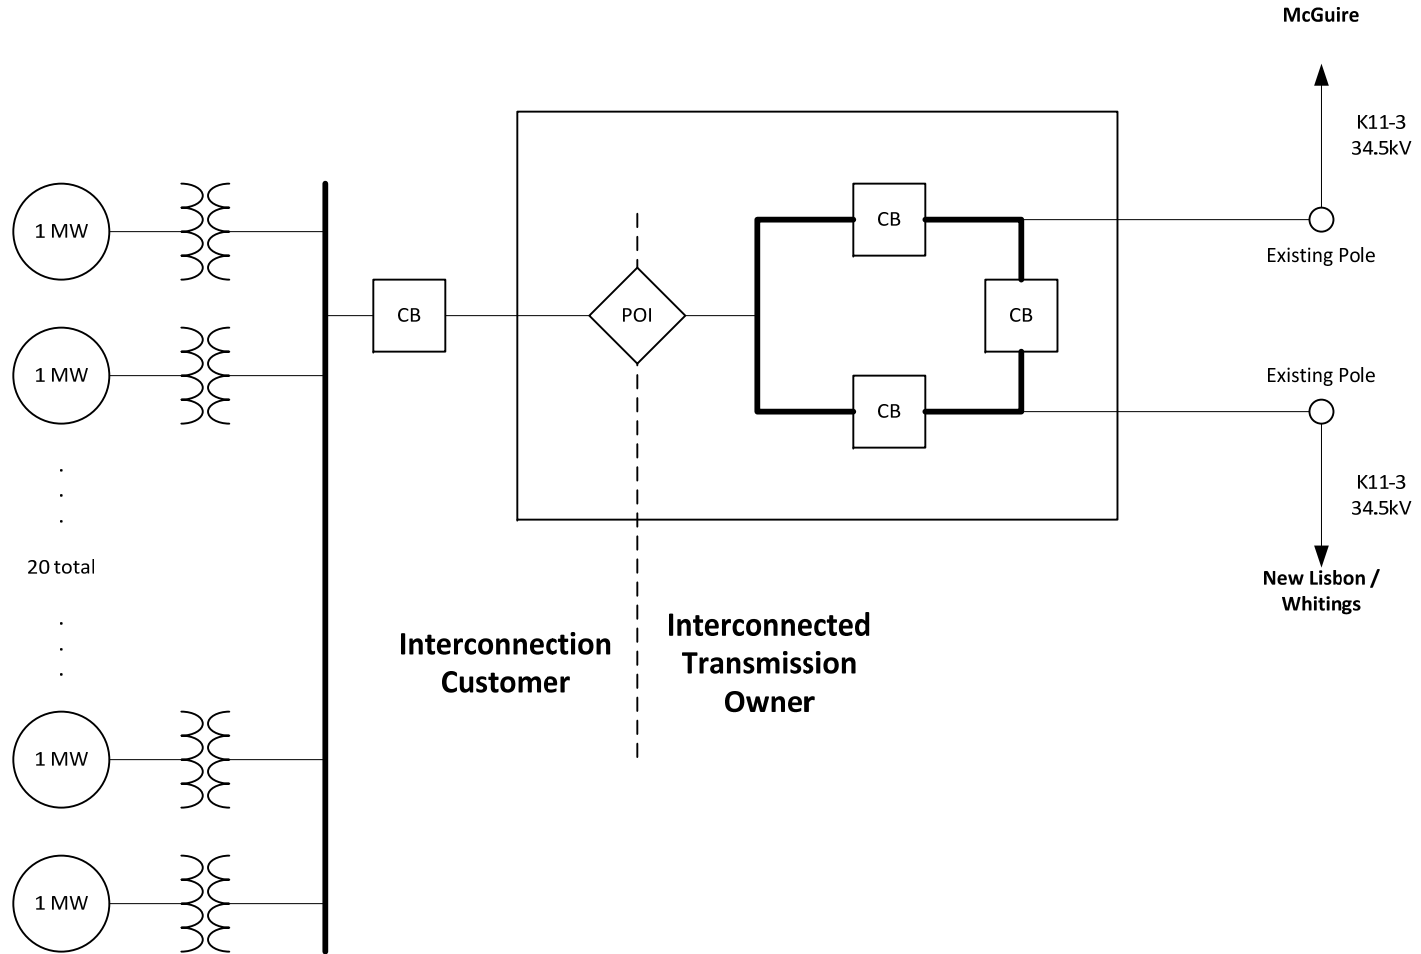 McGuire
K11-3
34.5kV
1 MW
CB
Existing Pole
CB
POI
CB
1 MW
Existing Pole
CB
.
.
.
K11-3
34.5kV
20 total
New Lisbon /
Whitings
.
.
.
Interconnection
Customer
Interconnected
Transmission
Owner
1 MW
1 MW